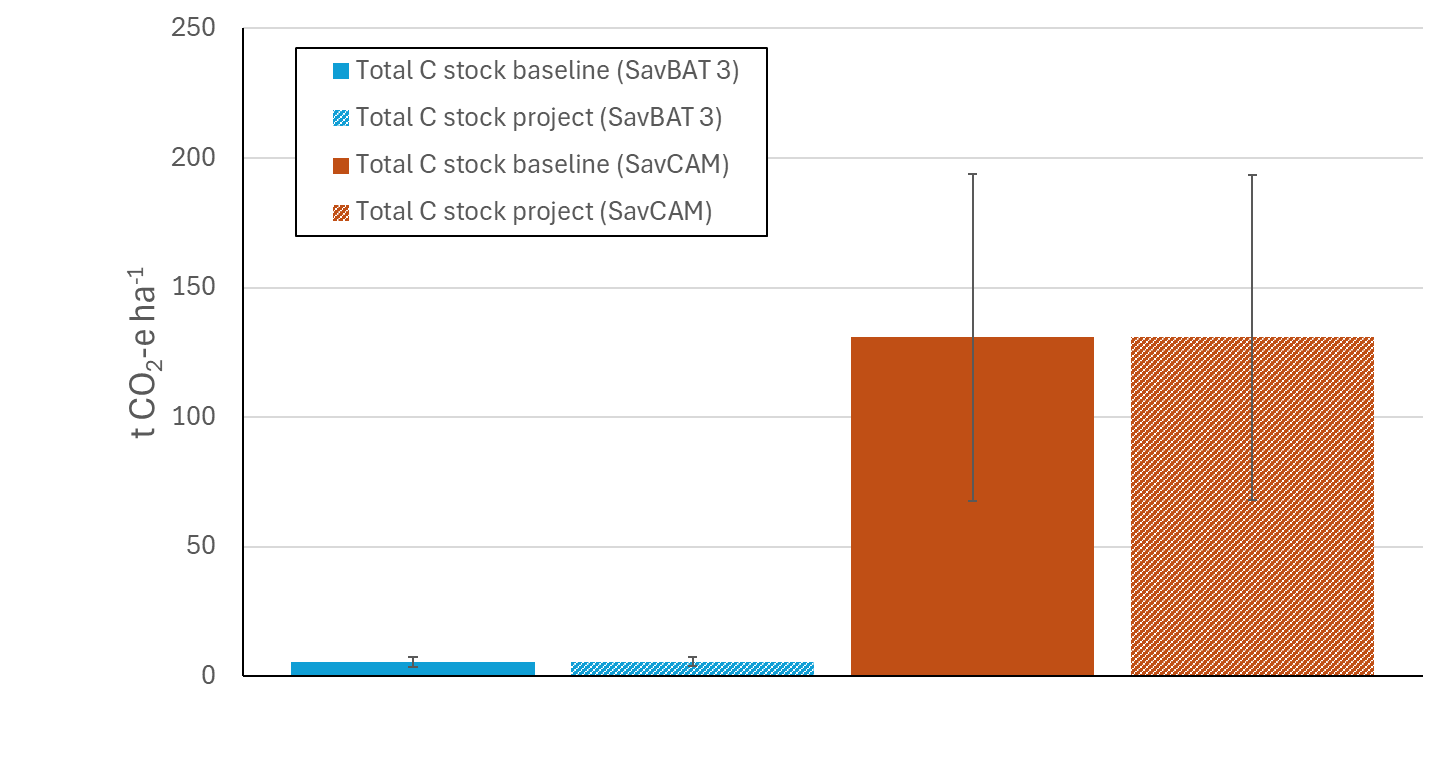 250
200
150
100
50
0
t CO₂-e ha⁻¹
Total C stock baseline (SavBAT 3)
Total C stock project (SavBAT 3)
Total C stock baseline (SavCAM)
Total C stock project (SavCAM)